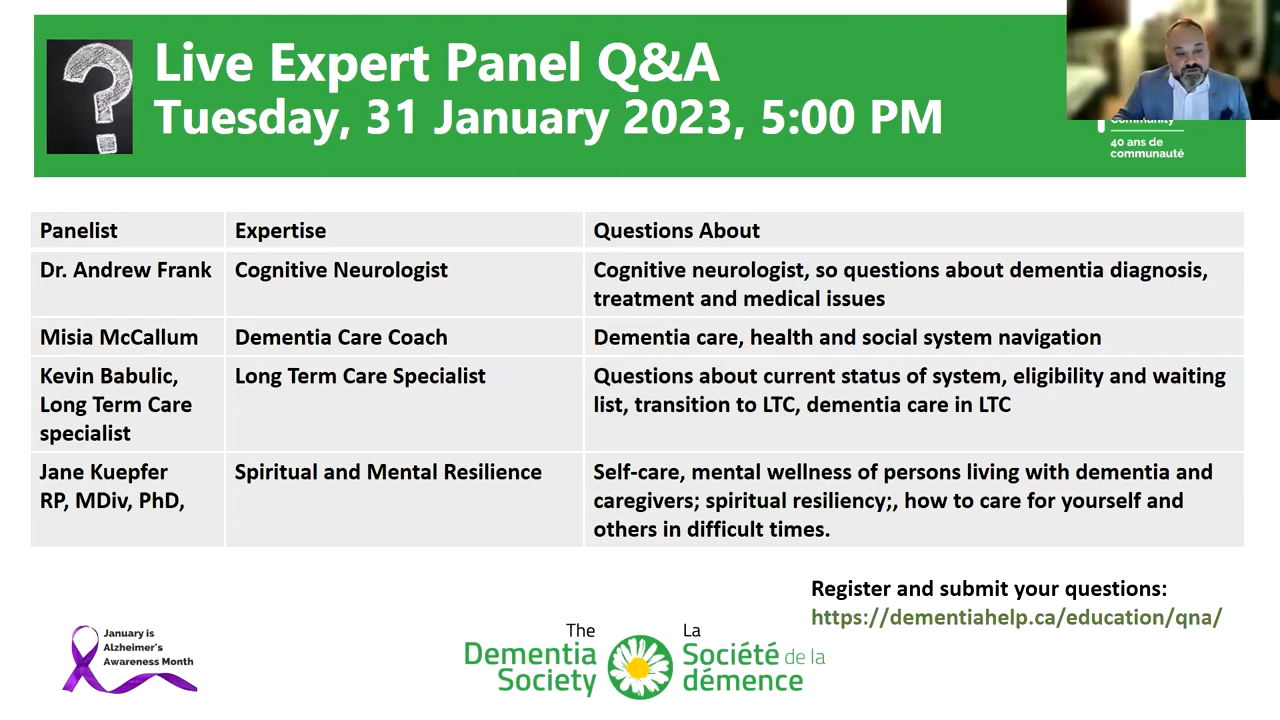 Live Expert Panel Q&A
Tuesday, 31 January 2023, 5:00 PM
Community
40 ans de
communauté
Panelist Expertise Questions About
Dr. Andrew Frank Cognitive Neurologist Cognitive neurologist, so questions about dementia diagnosis,
treatment and medical issues
Misia McCallum Dementia Care Coach Dementia care, health and social system navigation
Kevin Babulic, Long Term Care Specialist Questions about current status of system, eligibility and waiting
Long Term Care list, transition to LTC, dementia care in LTC
specialist
Jane Kuepfer Spiritual and Mental Resilience Self-care, mental wellness of persons living with dementia and
RP, MDiv, PhD, caregivers; spiritual resiliency;, how to care for yourself and
others in difficult times.
Register and submit your questions:
https://dementiahelp.ca/education/qna/
January is
Alzheimer's
Awareness Month
The
Dementia
Society
La
Société de la
démence